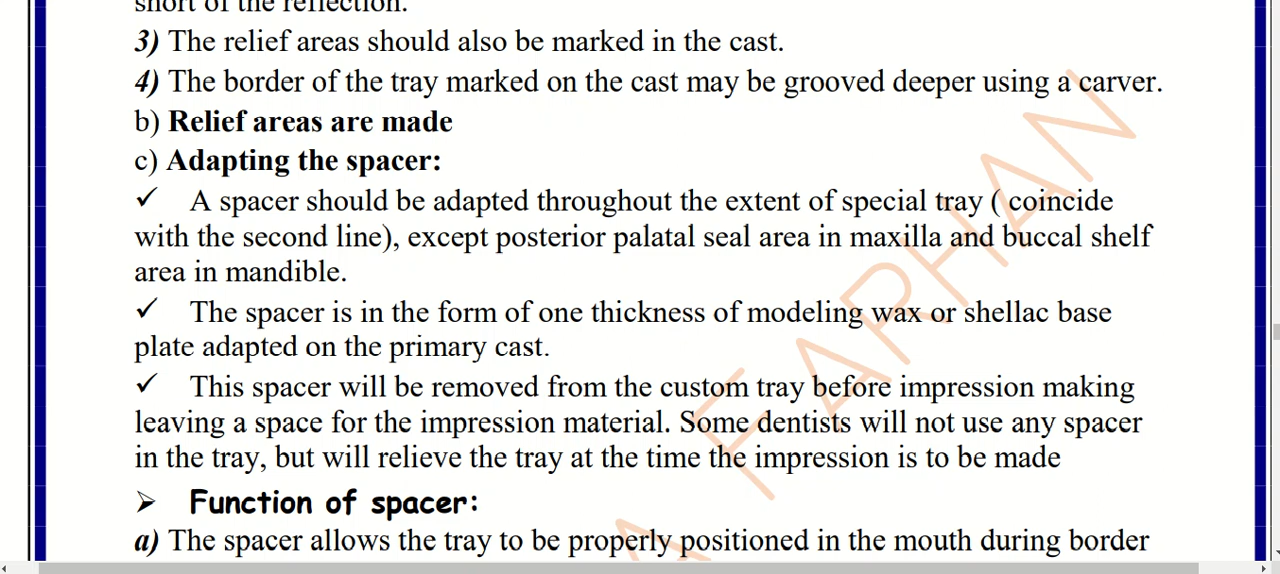 short of the reflection.
3) The relief areas should also be marked in the cast.
4) The border of the tray marked on the cast may be grooved deeper using a carver.
b) Relief areas are made
c) Adapting the spacer:
✓ A spacer should be adapted throughout the extent of special tray ( coincide
with the second line), except posterior palatal seal area in maxilla and buccal shelf
area in mandible.
✓ The spacer is in the form of one thickness of modeling wax or shellac base
plate adapted on the primary cast.
✓ This spacer will be removed from the custom tray before impression making
leaving a space for the impression material. Some dentists will not use any spacer
in the tray, but will relieve the tray at the time the impression is to be made
➢ Function of spacer:
a) The spacer allows the tray to be properly positioned in the mouth during border
FARHAN